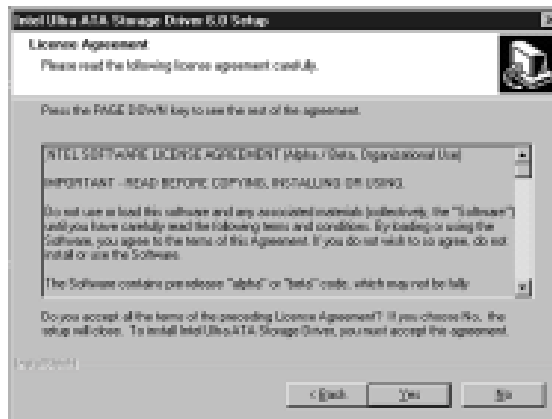 Intel Ultra ATA Storage Driver 6.0 Setup
License Agreement
Please read the following license agreement carefully.
Press the PAGE DOWN key to see the rest of the agreement.
INTEL SOFTWARE LICENSE AGREEMENT (Alpha / Beta, Organizational Use)
IMPORTANT - READ BEFORE COPYING, INSTALLING OR USING.
Do not use or load this software and any associated materials (collectively, the "Software")
until you have carefully read the following terms and conditions. By loading or using the
Software, you agree to the terms of this Agreement. If you do not wish to so agree, do not
install or use the Software.
The Software contains pre-release "alpha" or "beta" code, which may not be fully
Do you accept all the terms of the preceding License Agreement? If you choose No, the
setup will close. To install Intel Ultra ATA Storage Driver, you must accept this agreement.
InstallShield
< Back
Yes
No